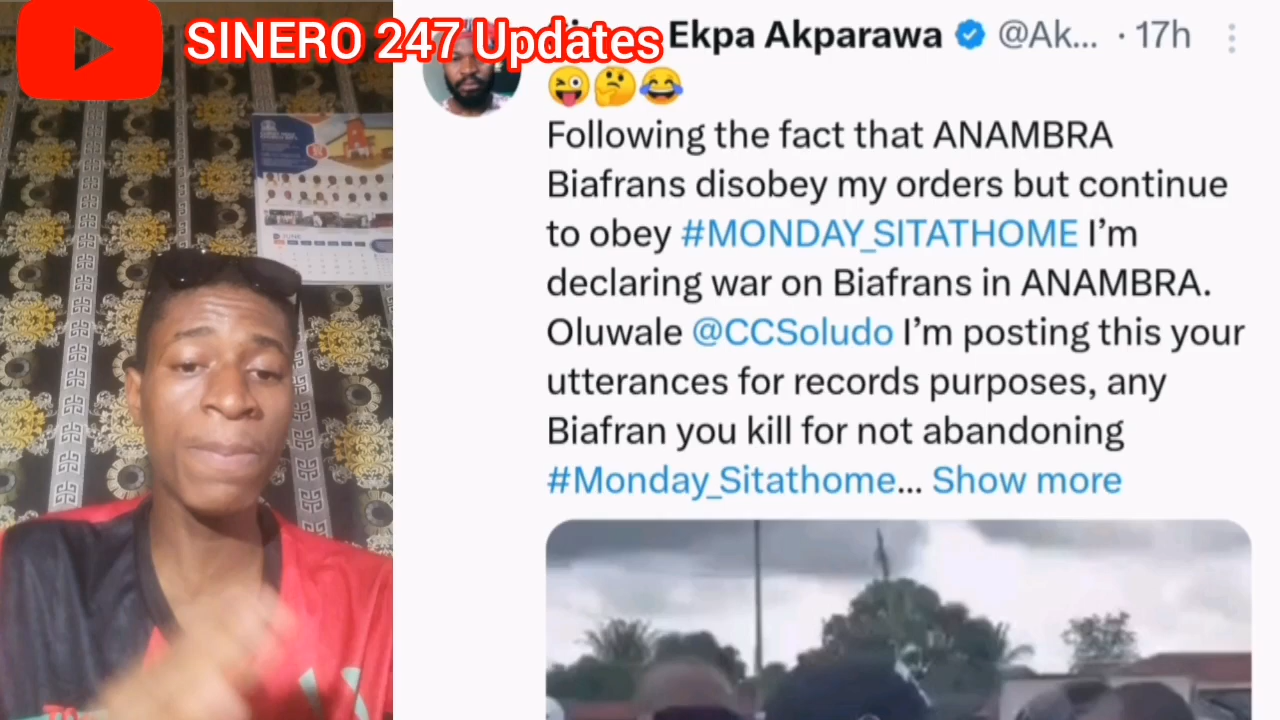 SINERO 247 Updates
Ekpa Akparawa @Ak... · 17h
Following the fact that ANAMBRA
Biafrans disobey my orders but continue
to obey #MONDAY_SITATHOME I’m
declaring war on Biafrans in ANAMBRA.
Oluwale @CCSoludo I’m posting this your
utterances for records purposes, any
Biafran you kill for not abandoning
#Monday_Sitathome... Show more